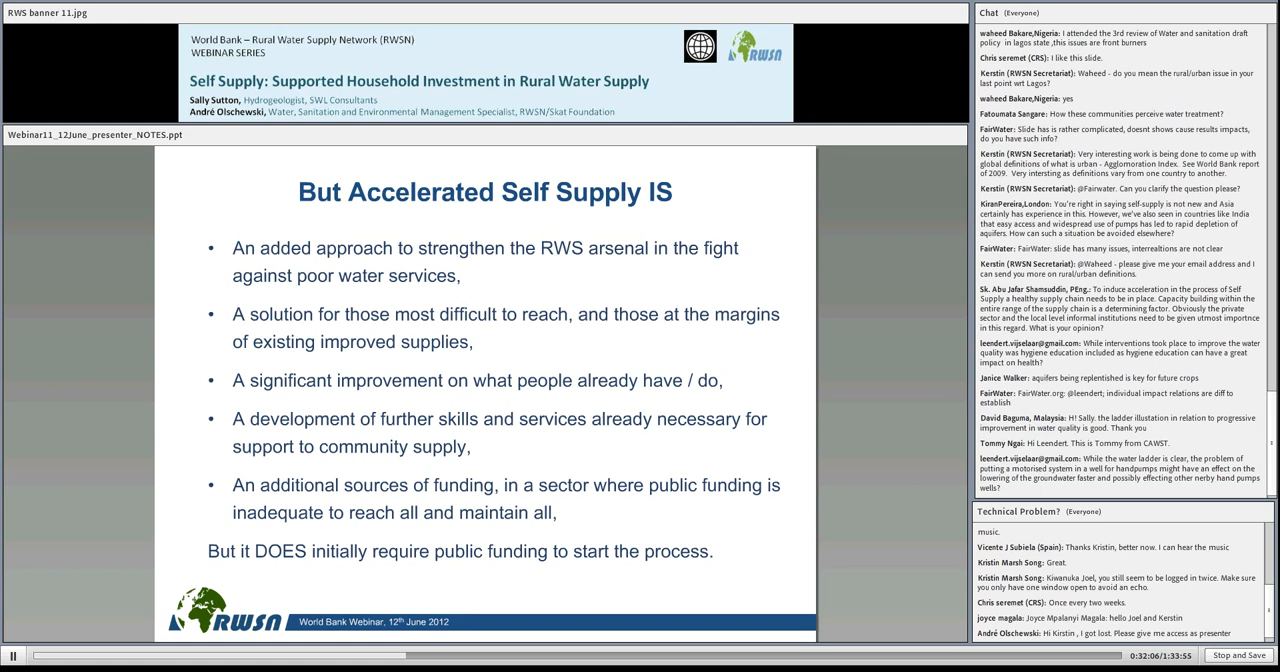 RWS banner 11.jpg
World Bank – Rural Water Supply Network (RWSN)
WEBINAR SERIES
RWSN
Self Supply: Supported Household Investment in Rural Water Supply
Sally Sutton, Hydrogeologist, SWL Consultants
André Olschewski, Water, Sanitation and Environmental Management Specialist, RWSN/Skat Foundation
Webinar11_12June_presenter_NOTES.ppt
But Accelerated Self Supply IS
• An added approach to strengthen the RWS arsenal in the fight
against poor water services,
• A solution for those most difficult to reach, and those at the margins
of existing improved supplies,
• A significant improvement on what people already have / do,
• A development of further skills and services already necessary for
support to community supply,
• An additional sources of funding, in a sector where public funding is
inadequate to reach all and maintain all,
But it DOES initially require public funding to start the process.
RWSN
World Bank Webinar, 12th June 2012
Chat (Everyone)
waheed Bakare,Nigeria: I attended the 3rd review of Water and sanitation draft
policy in lagos state ,this issues are front burners
Chris seremet (CRS): I like this slide.
Kerstin (RWSN Secretariat): Waheed - do you mean the rural/urban issue in your
last point wrt Lagos?
waheed Bakare,Nigeria: yes
Fatoumata Sangare: How these communities perceive water treatment?
FairWater: Slide has is rather complicated, doesnt shows cause results impacts,
do you have such info?
Kerstin (RWSN Secretariat): Very interesting work is being done to come up with
global definitions of what is urban - Agglomoration Index. See World Bank report
of 2009. Very intersting as definitions vary from one country to another.
Kerstin (RWSN Secretariat): @Fairwater. Can you clarify the question please?
KiranPereira,London: You're right in saying self-supply is not new and Asia
certainly has experience in this. However, we've also seen in countries like India
that easy access and widespread use of pumps has led to rapid depletion of
aquifers. How can such a situation be avoided elsewhere?
FairWater: FairWater: slide has many issues, interrealtions are not clear
Kerstin (RWSN Secretariat): @Waheed - please give me your email address and I
can send you more on rural/urban definitions.
Sk. Abu Jafar Shamsuddin, PEng.: To induce acceleration in the process of Self
Supply a healthy supply chain needs to be in place. Capacity building within the
entire range of the supply chain is a determining factor. Obviously the private
sector and the local level informal institutions need to be given utmost importnce
in this regard. What is your opinion?
leendert.vijselaar@gmail.com: While interventions took place to improve the water
quality was hygiene education included as hygiene education can have a great
impact on health?
Janice Walker: aquifers being replentished is key for future crops
FairWater: FairWater.org: @leendert; individual impact relations are diff to
establish
David Baguma, Malaysia: H! Sally. the ladder illustation in relation to progressive
improvement in water quality is good. Thank you
Tommy Ngai: Hi Leendert. This is Tommy from CAWST.
leendert.vijselaar@gmail.com: While the water ladder is clear, the problem of
putting a motorised system in a well for handpumps might have an effect on the
lowering of the groundwater faster and possibly effecting other nerby hand pumps
wells?
Technical Problem? (Everyone)
music.
Vicente J Subiela (Spain): Thanks Kristin, better now. I can hear the music
Kristin Marsh Song: Great.
Kristin Marsh Song: Kiwanuka Joel, you still seem to be logged in twice. Make sure
you only have one window open to avoid an echo.
Chris seremet (CRS): Once every two weeks.
joyce magala: Joyce Mpalanyi Magala: hello Joel and Kerstin
André Olschewski: Hi Kirstin , I got lost. Please give me access as presenter
0:32:06/1:33:55
Stop and Save